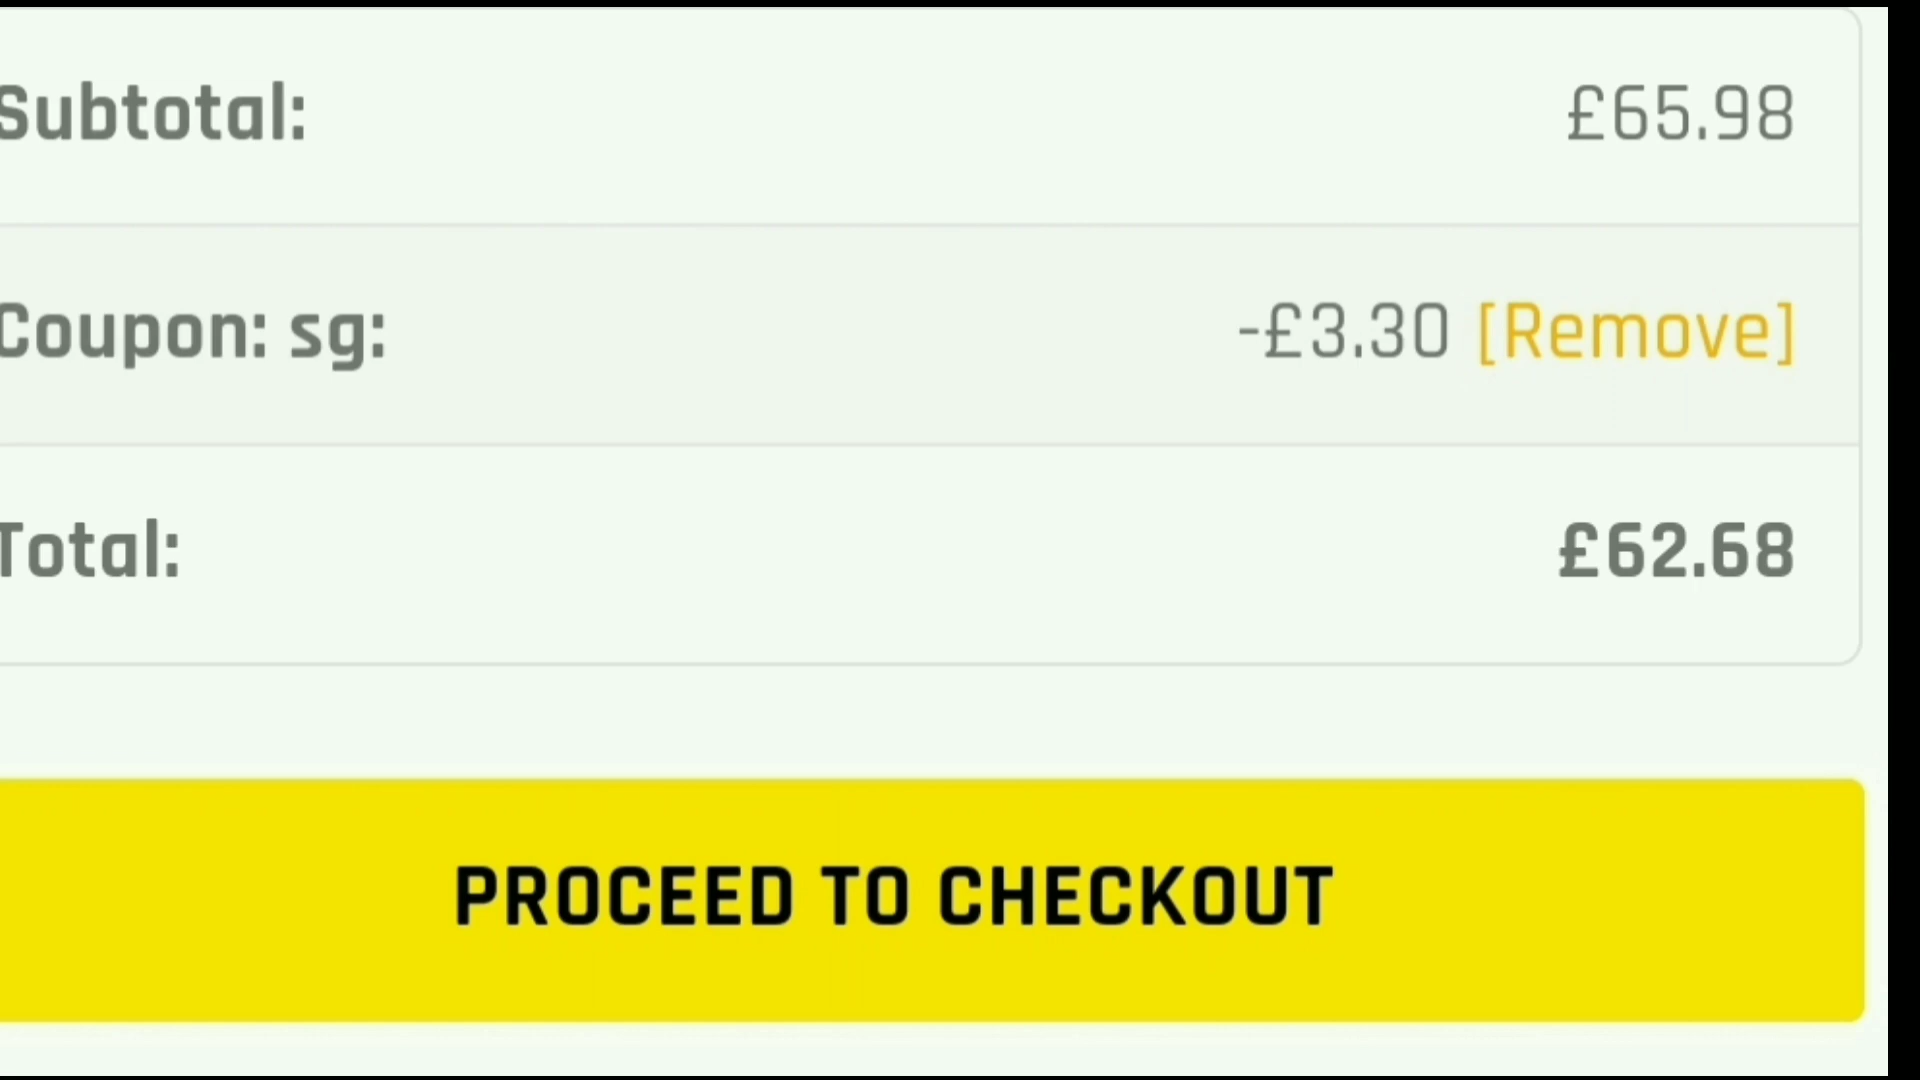 Subtotal: £65.98
Coupon: sg: -£3.30 [Remove]
Total: £62.68
PROCEED TO CHECKOUT